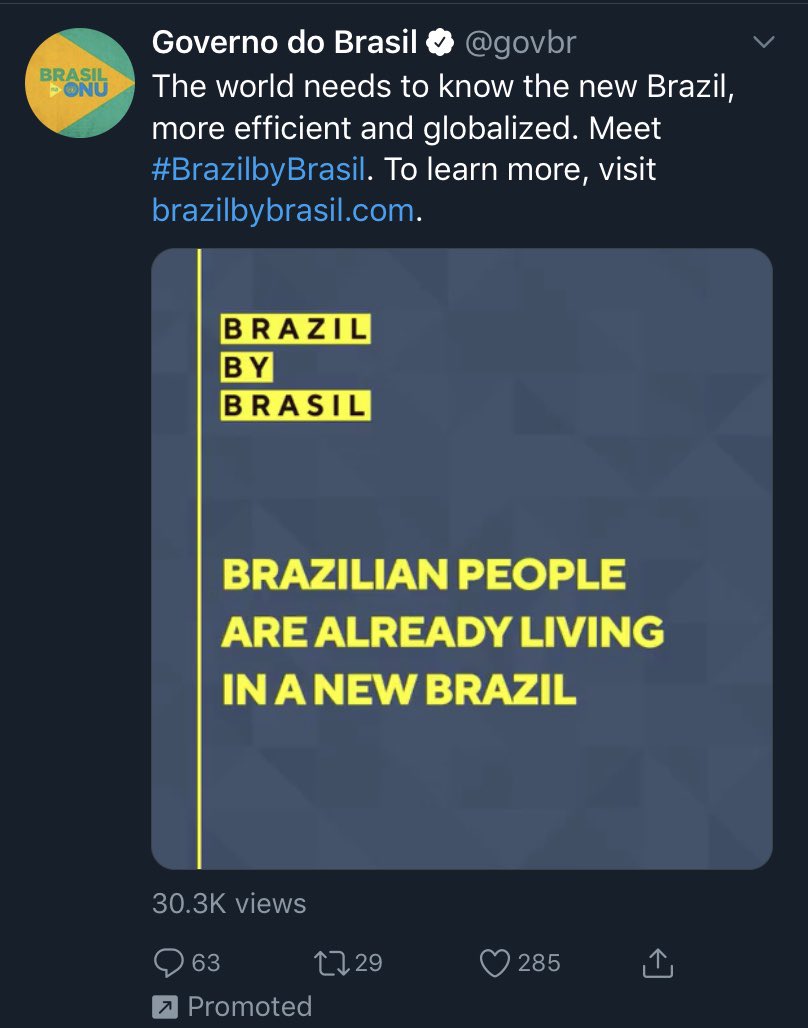 Governo do Brasil @govbr
BRASIL
ONU
The world needs to know the new Brazil,
more efficient and globalized. Meet
#BrazilbyBrasil. To learn more, visit
brazilbybrasil.com.
BRAZIL
BY
BRASIL
BRAZILIAN PEOPLE
ARE ALREADY LIVING
IN A NEW BRAZIL
30.3K views
63 29 285
Promoted